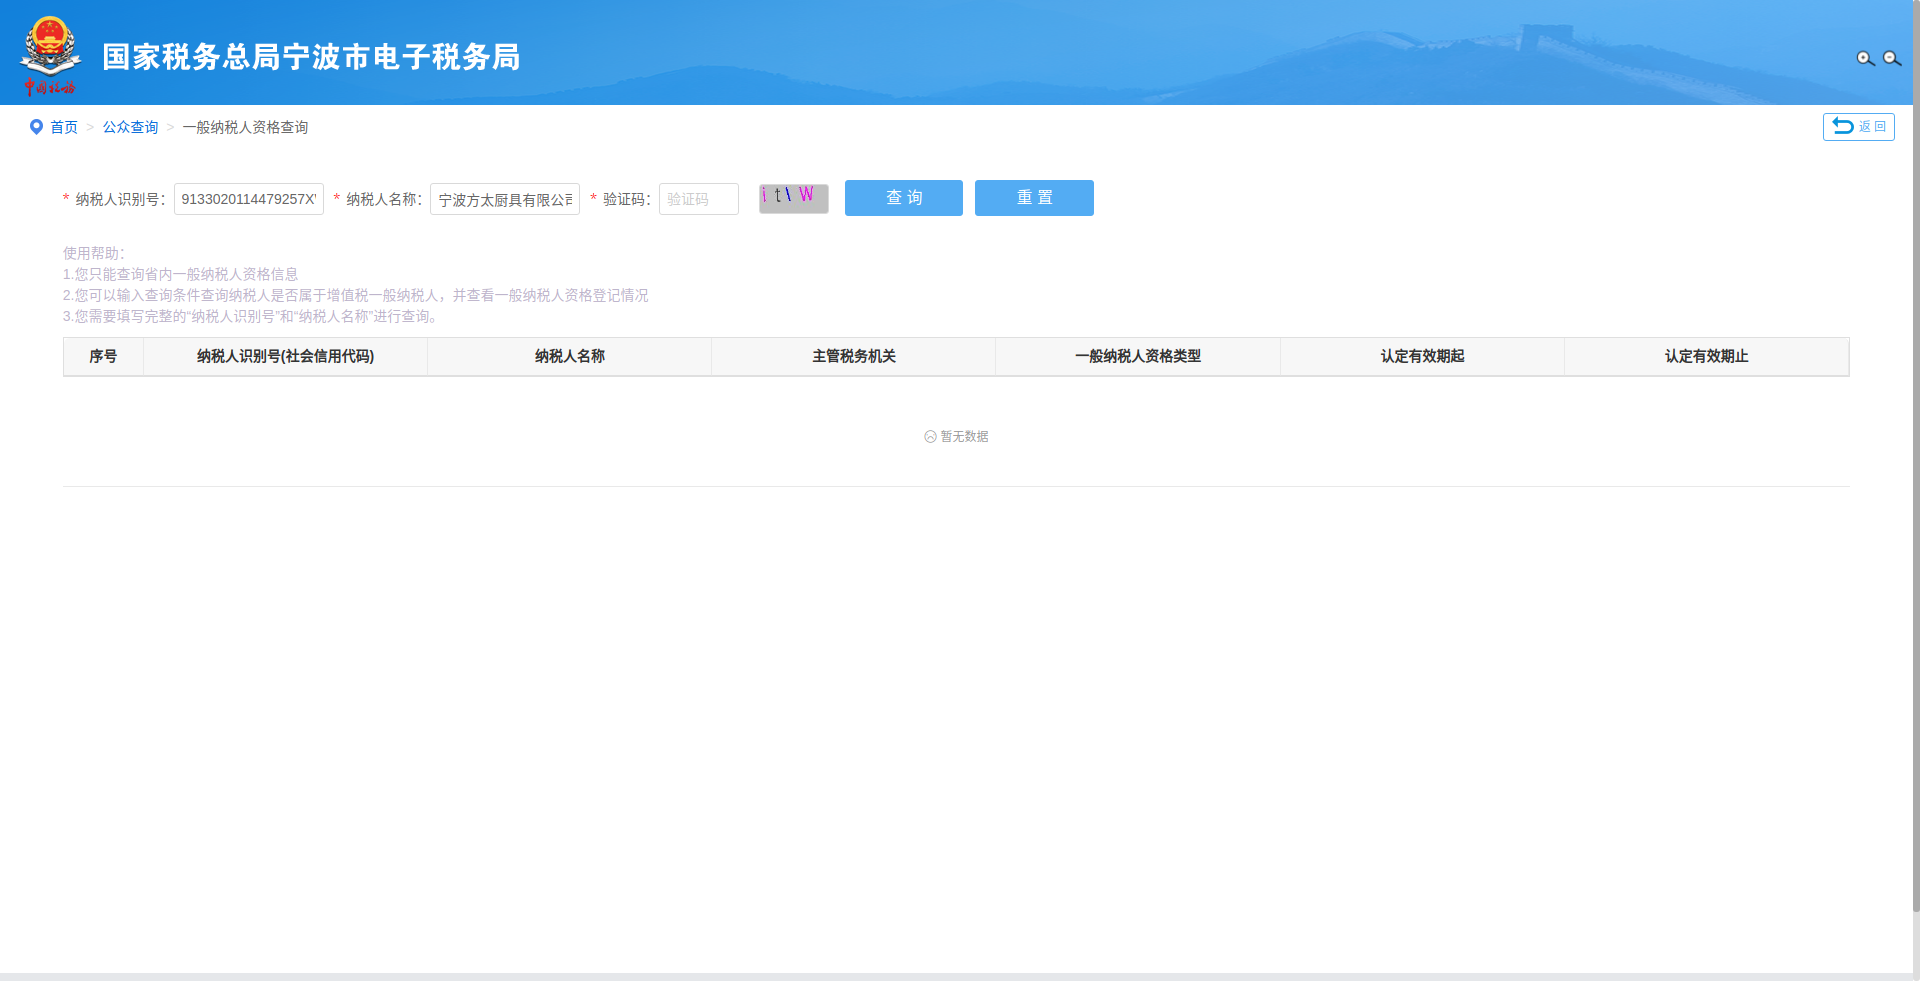 国家税务总局宁波市电子税务局
中国税务
首页 > 公众查询 > 一般纳税人资格查询
返 回
* 纳税人识别号: 9133020114479257X
* 纳税人名称: 宁波方太厨具有限公司
* 验证码: 验证码
查 询
重 置
使用帮助:
1.您只能查询省内一般纳税人资格信息
2.您可以输入查询条件查询纳税人是否属于增值税一般纳税人，并查看一般纳税人资格登记情况
3.您需要填写完整的“纳税人识别号”和“纳税人名称”进行查询。
序号 纳税人识别号(社会信用代码) 纳税人名称 主管税务机关 一般纳税人资格类型 认定有效期起 认定有效期止
暂无数据